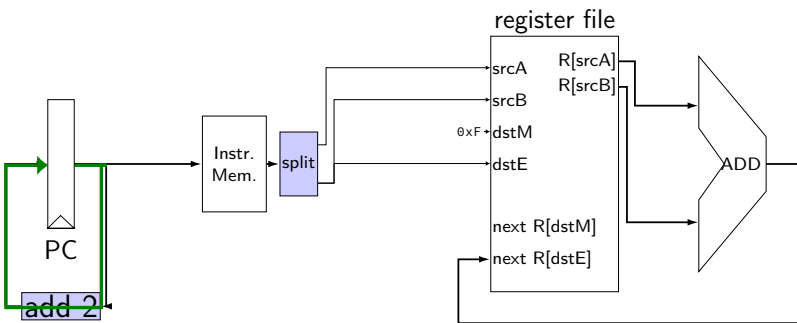 register file
srcA
srcB
0xF
dstM
dstE
next R[dstM]
next R[dstE]
R[srcA]
R[srcB]
Instr.
Mem.
split
ADD
PC
add 2